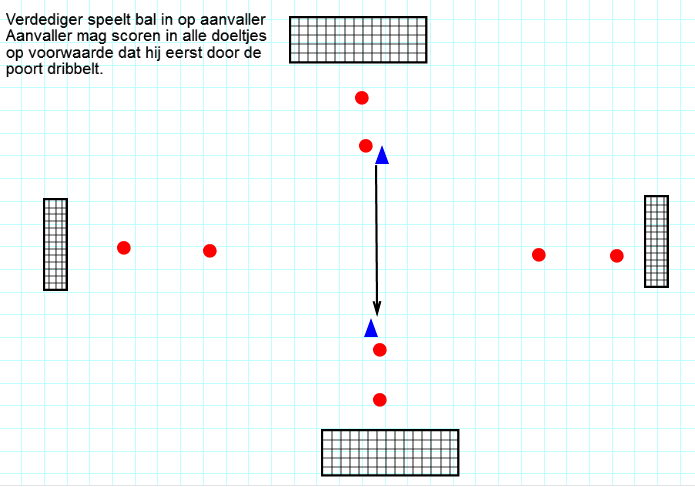 Verdediger speelt bal in op aanvaller
Aanvaller mag scoren in alle doeltjes
op voorwaarde dat hij eerst door de
poort dribbelt.